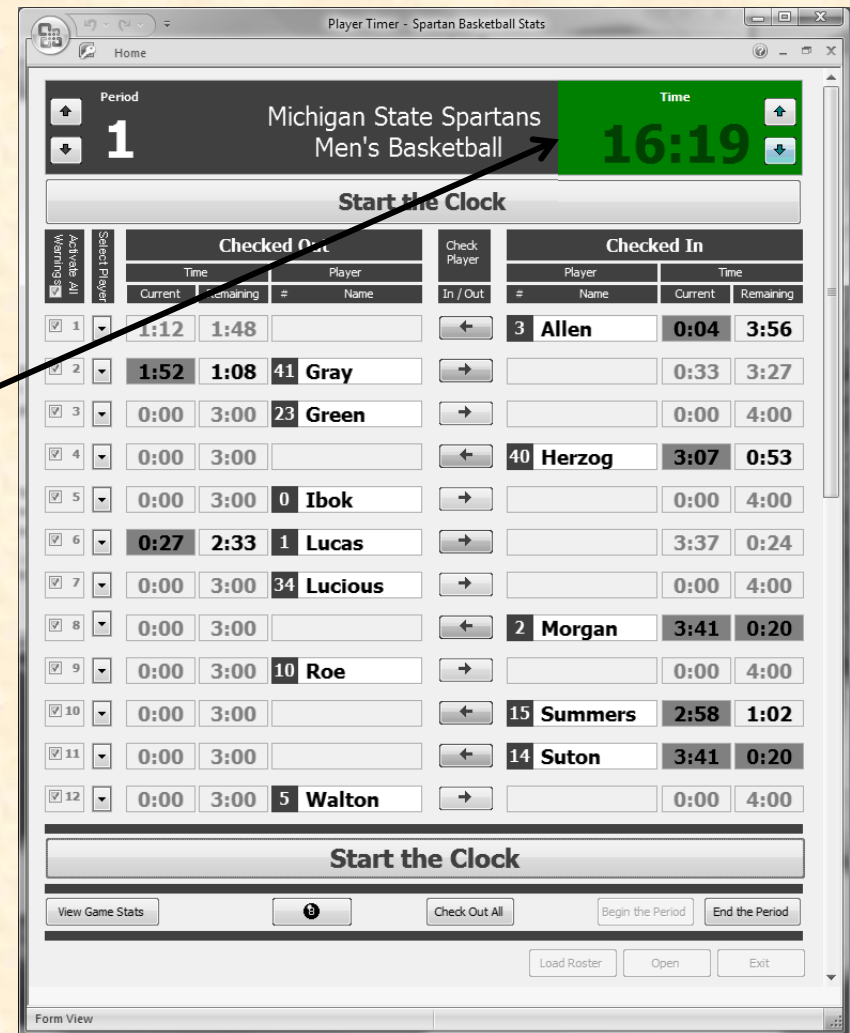 Player Timer - Spartan Basketball Stats
Home
Period
1
Michigan State Spartans
Men's Basketball
Time
16:19
Start the Clock
Activate All Warnings
Select Player
Checked Out
Check Player
Checked In
Time Player Player Time
Current Remaining # Name In / Out # Name Current Remaining
1 1:12 1:48 3 Allen 0:04 3:56
2 1:52 1:08 41 Gray 0:33 3:27
3 0:00 3:00 23 Green 0:00 4:00
4 0:00 3:00 40 Herzog 3:07 0:53
5 0:00 3:00 0 Ibok 0:00 4:00
6 0:27 2:33 1 Lucas 3:37 0:24
7 0:00 3:00 34 Lucious 0:00 4:00
8 0:00 3:00 2 Morgan 3:41 0:20
9 0:00 3:00 10 Roe 0:00 4:00
10 0:00 3:00 15 Summers 2:58 1:02
11 0:00 3:00 14 Suton 3:41 0:20
12 0:00 3:00 5 Walton 0:00 4:00
Start the Clock
View Game Stats Check Out All Begin the Period End the Period
Load Roster Open Exit
Form View